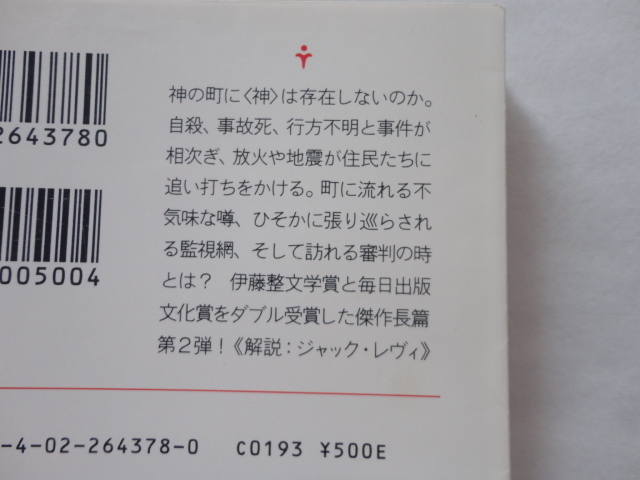 神の町に〈神〉は存在しないのか。
自殺、事故死、行方不明と事件が
相次ぎ、放火や地震が住民たちに
追い打ちをかける。町に流れる不
気味な噂、ひそかに張り巡らされ
る監視網、そして訪れる審判の時
とは？　伊藤整文学賞と毎日出版
文化賞をダブル受賞した傑作長篇
第２弾！《解説：ジャック・レヴィ》
2643780
005004
-4-02-264378-0 C0193 ¥500E